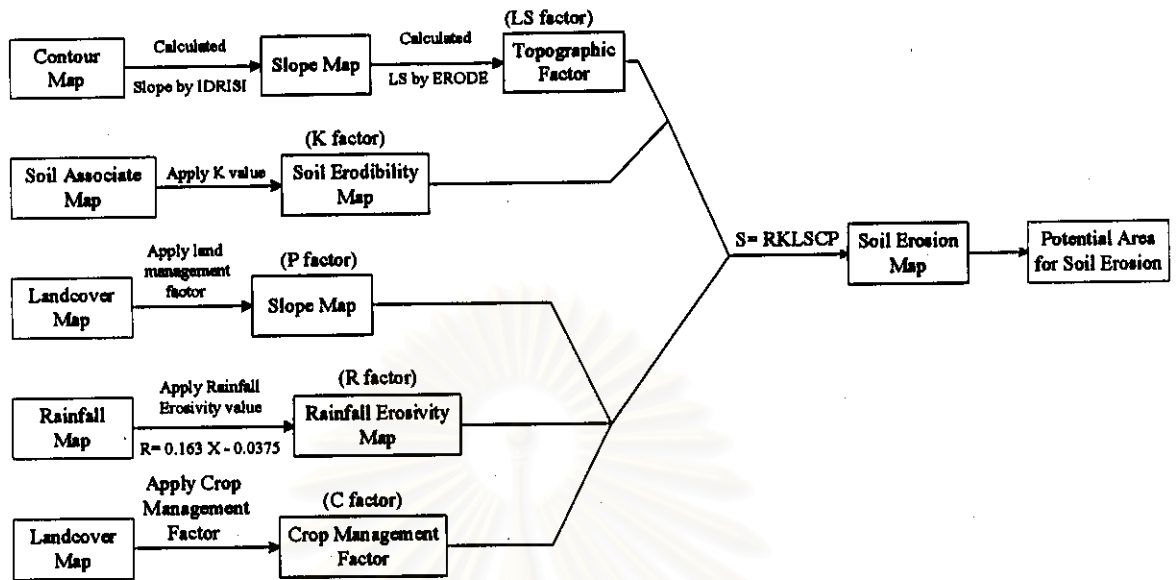 (LS factor)
Contour
Map
Calculated
Slope by IDRISI
Slope Map
Calculated
LS by ERODE
Topographic
Factor
(K factor)
Soil Associate
Map
Apply K value
Soil Erodibility
Map
S= RKLSCP
Soil Erosion
Map
Potential Area
for Soil Erosion
(P factor)
Landcover
Map
Apply land
management
factor
Slope Map
(R factor)
Rainfall
Map
Apply Rainfall
Erosivity value
R= 0.163 X - 0.0375
Rainfall Erosivity
Map
(C factor)
Landcover
Map
Apply Crop
Management
Factor
Crop Management
Factor